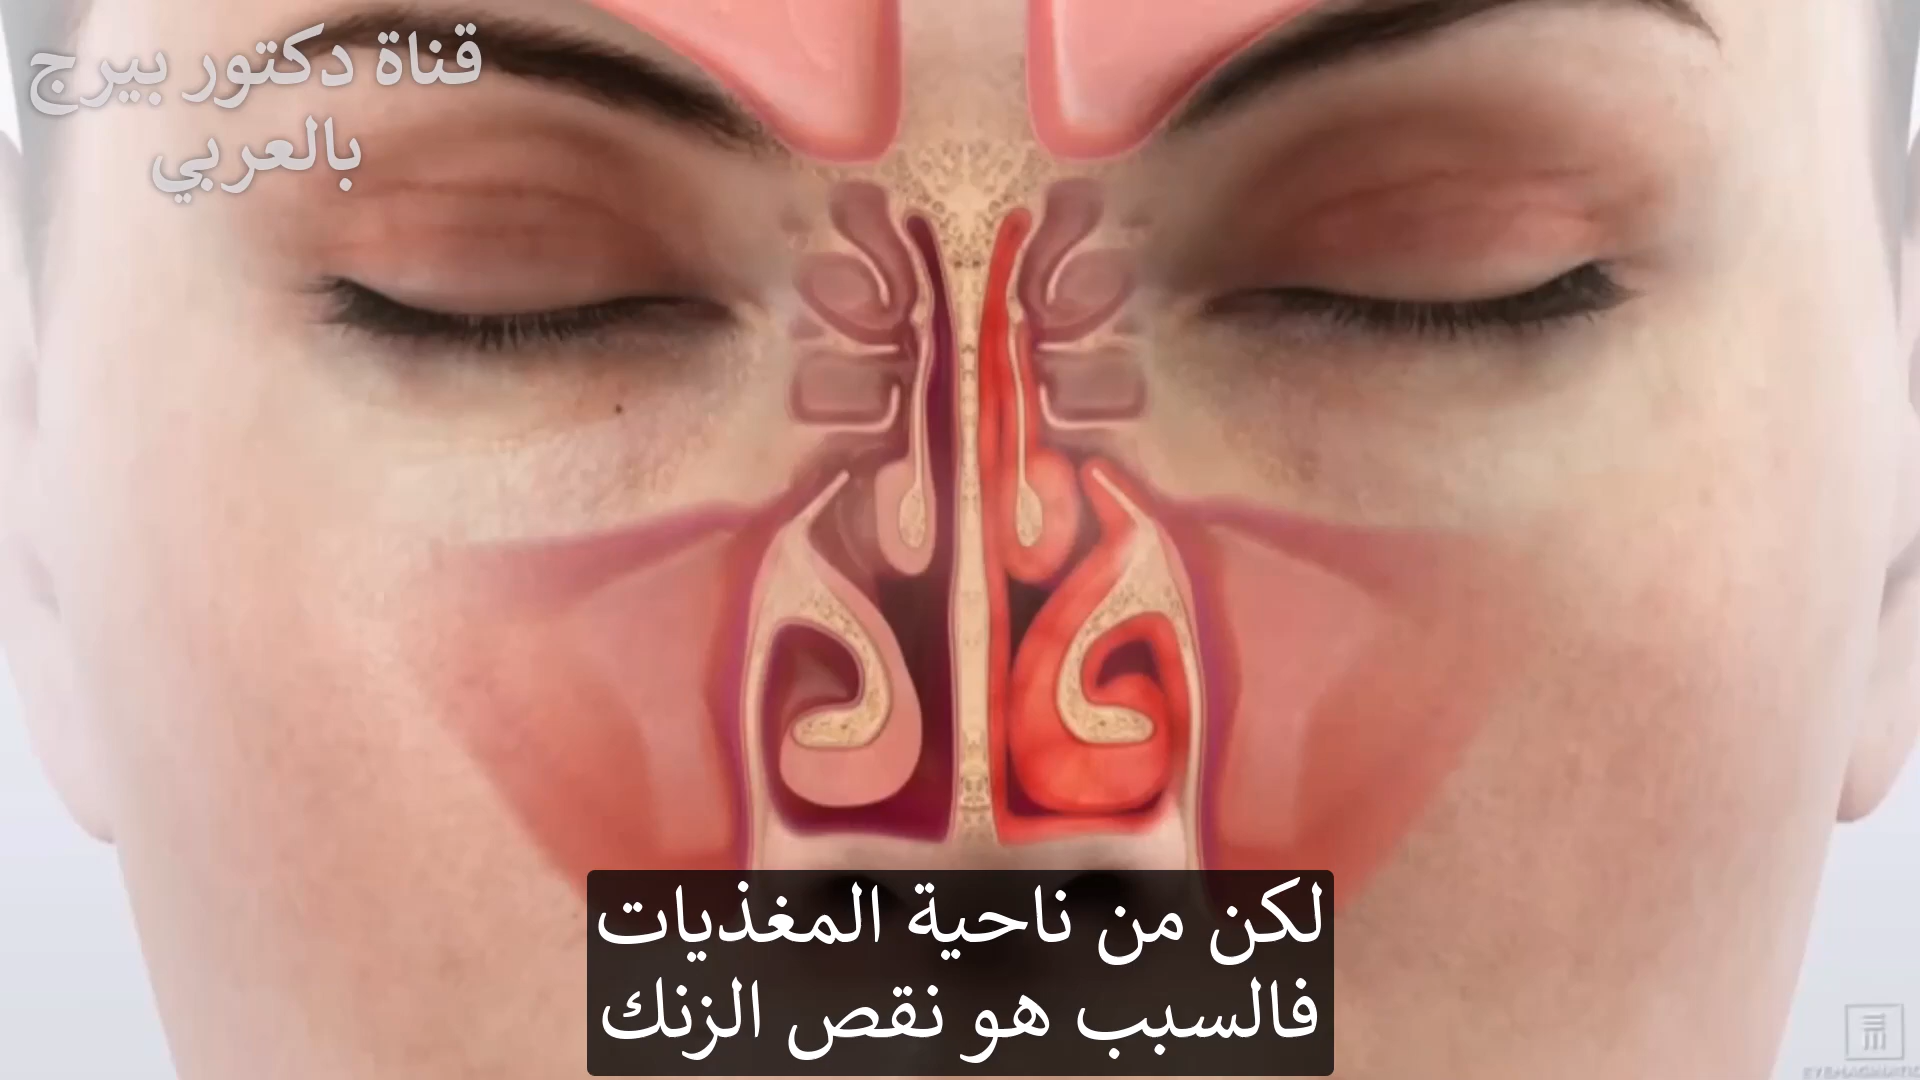 قناة دكتور بيرج
بالعربي
لكن من ناحية المغذيات
فالسبب هو نقص الزنك